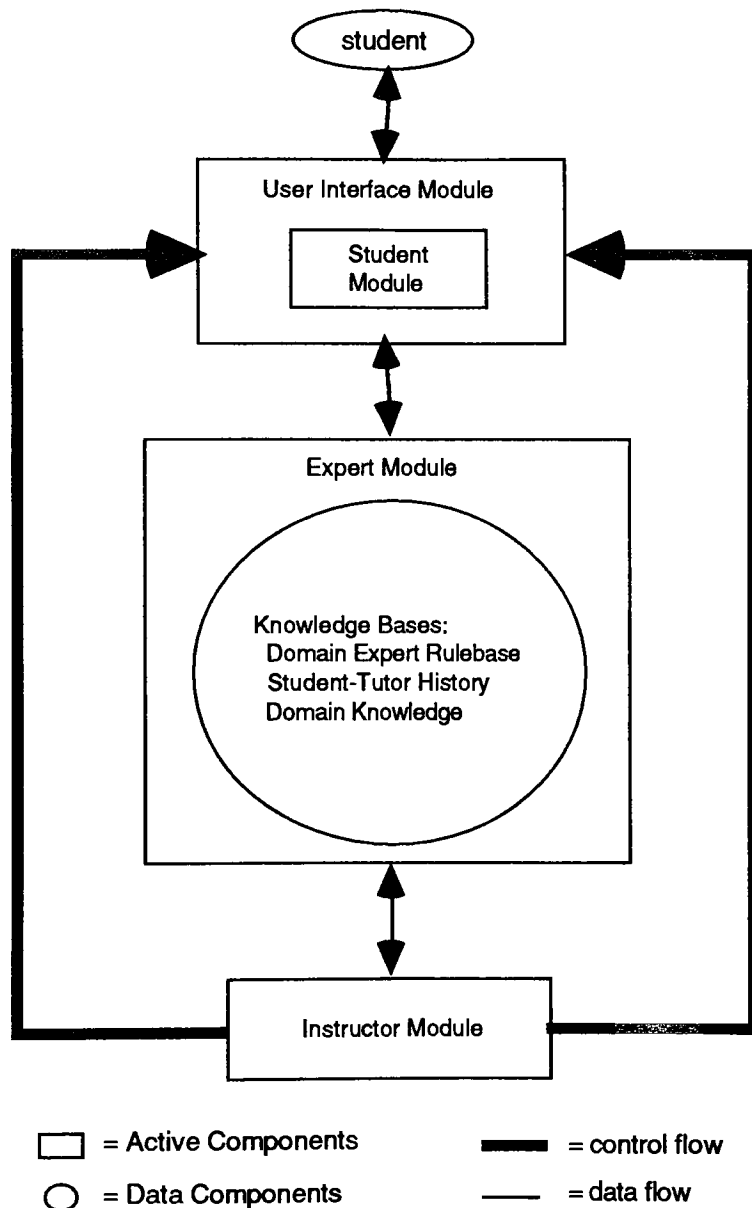 student
User Interface Module
Student
Module
Expert Module
Knowledge Bases:
Domain Expert Rulebase
Student-Tutor History
Domain Knowledge
Instructor Module
= Active Components
= control flow
= Data Components
= data flow